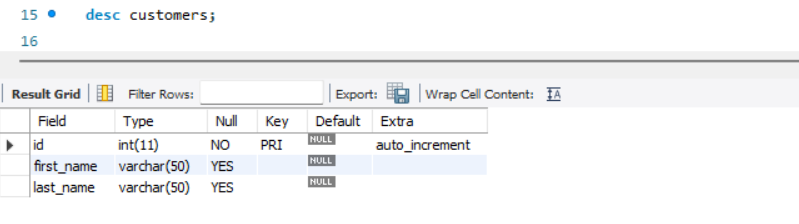 15 desc customers;
16
Result Grid Filter Rows: Export: Wrap Cell Content: IA
Field Type Null Key Default Extra
id int(11) NO PRI NULL auto_increment
first_name varchar(50) YES NULL
last_name varchar(50) YES NULL